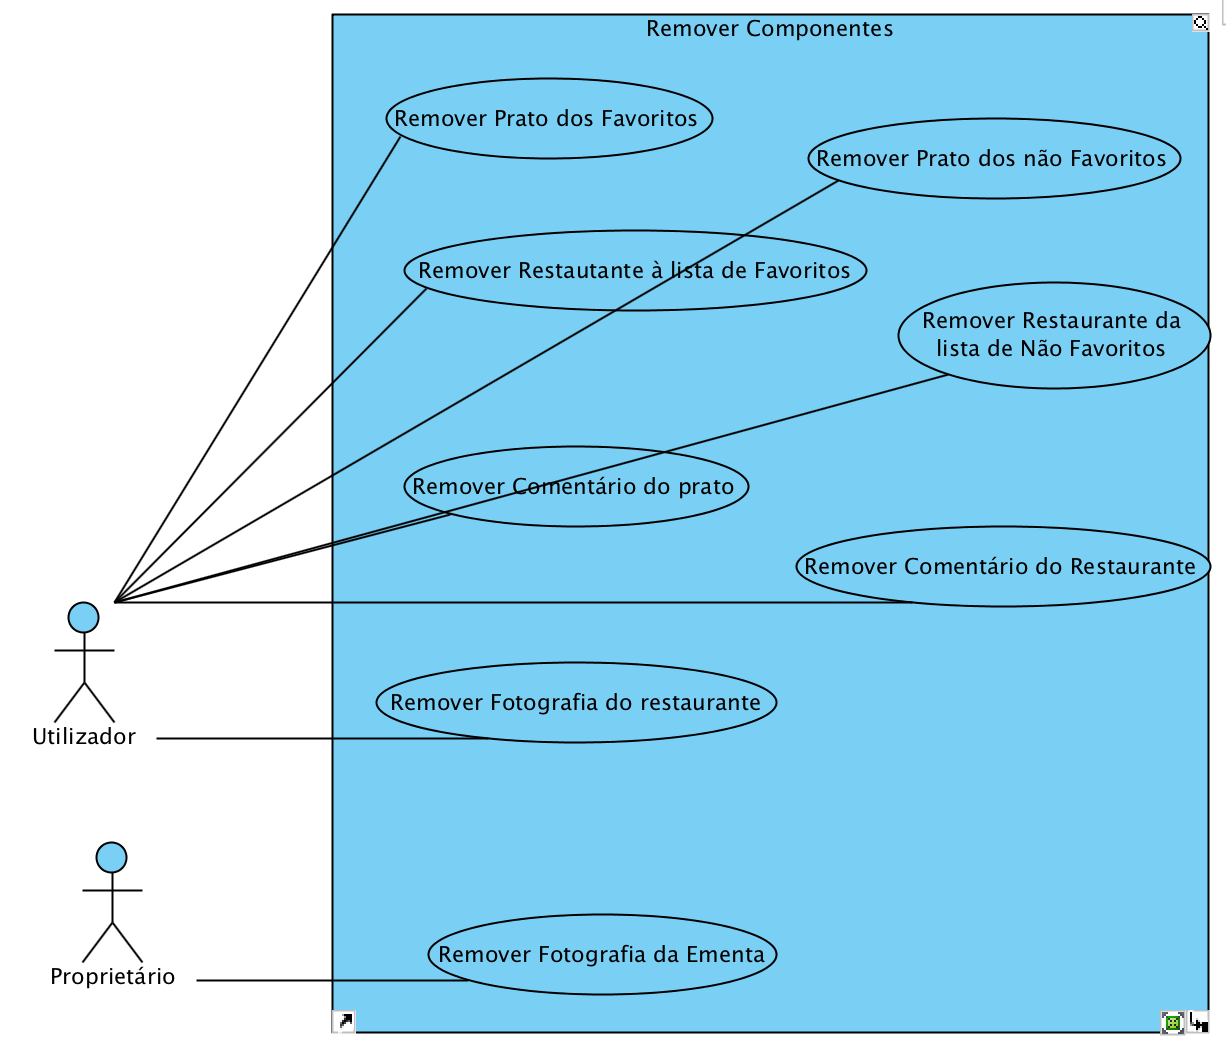 Remover Componentes
Remover Prato dos Favoritos
Remover Prato dos não Favoritos
Remover Restautante à lista de Favoritos
Remover Restaurante da
lista de Não Favoritos
Remover Comentário do prato
Remover Comentário do Restaurante
Remover Fotografia do restaurante
Utilizador
Remover Fotografia da Ementa
Proprietário